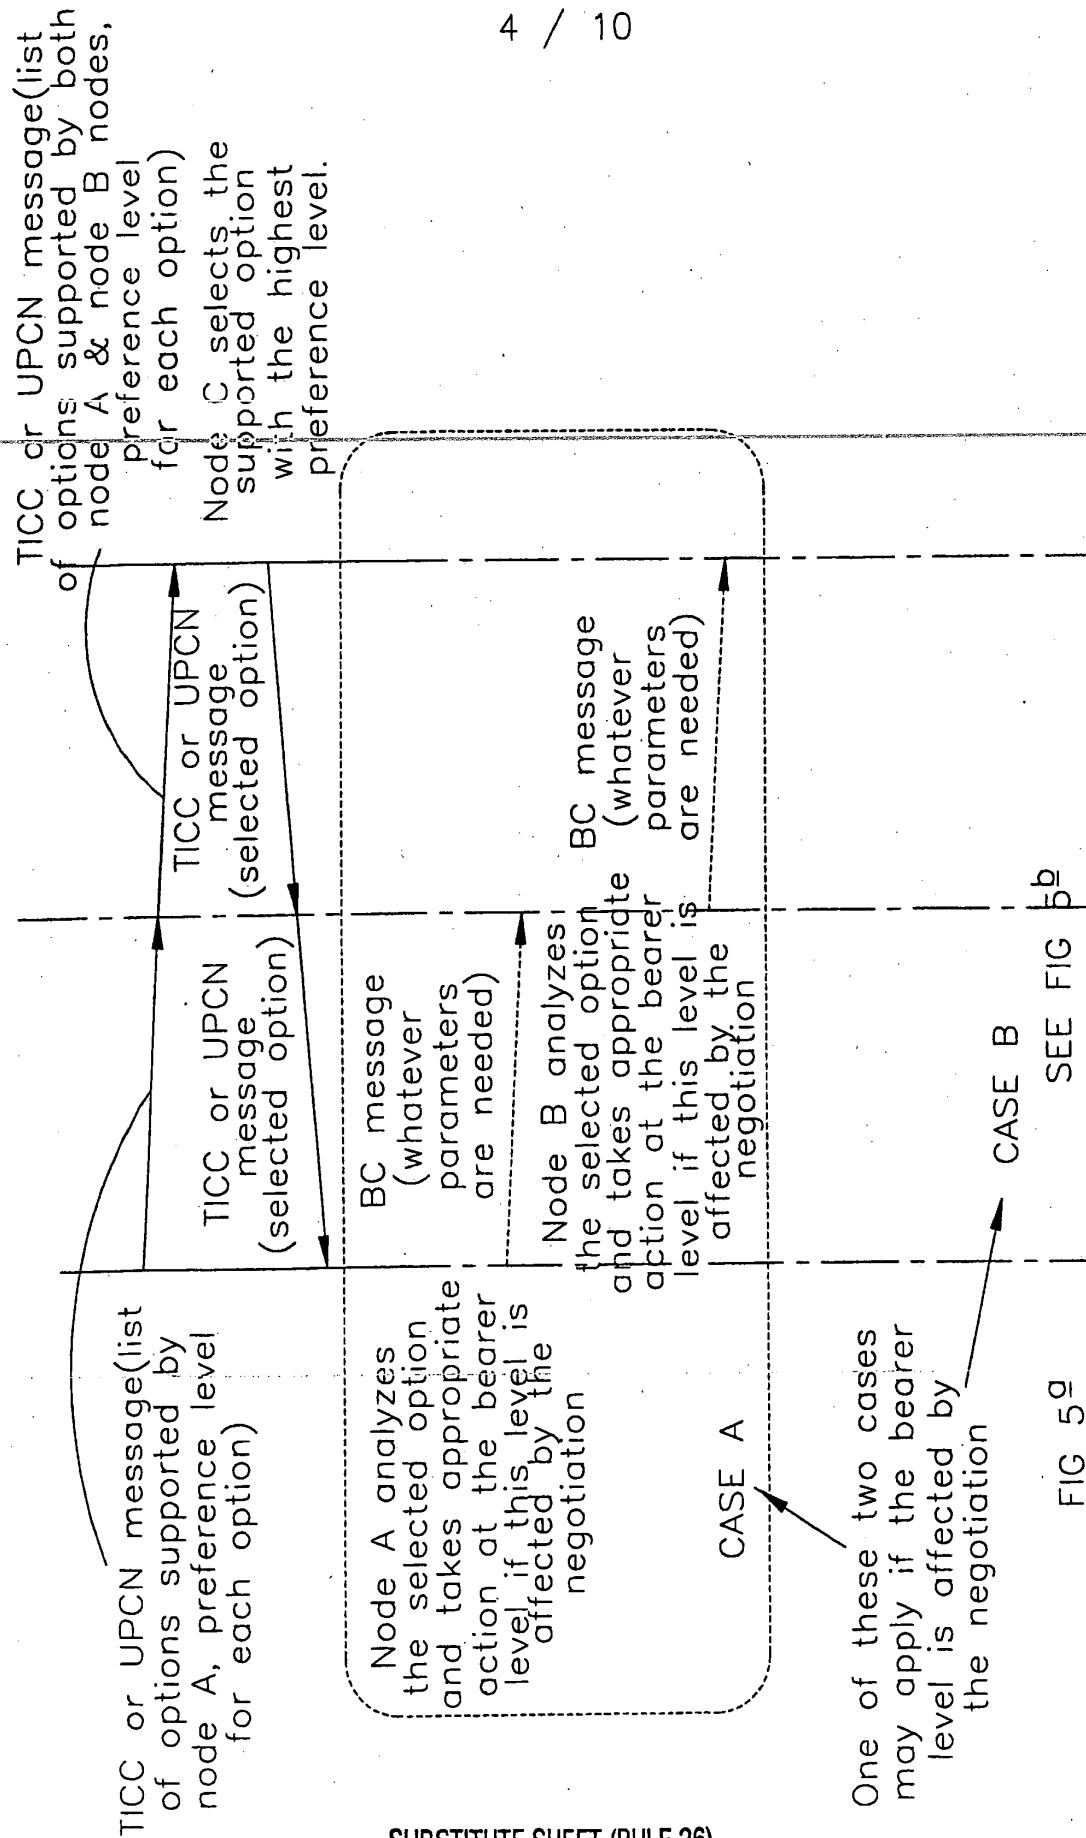 4 / 10
TICC or UPCN message(list
of options supported by
node A, preference level
for each option)
TICC or UPCN
message
(selected option)
TICC or UPCN
message
(selected option)
TICC or UPCN message(list
of options supported by both
node A & node B nodes,
preference level
for each option)
Node C selects the
supported option
with the highest
preference level.
Node A analyzes
the selected option
and takes appropriate
action at the bearer
level if this level is
affected by the
negotiation
BC message
(whatever
parameters
are needed)
Node B analyzes
the selected option
and takes appropriate
action at the bearer
level if this level is
affected by the
negotiation
BC message
(whatever
parameters
are needed)
CASE A
One of these two cases
may apply if the bearer
level is affected by
the negotiation
CASE B
SEE FIG 5b
FIG 5a
SUBSTITUTE SHEET (RULE 26)